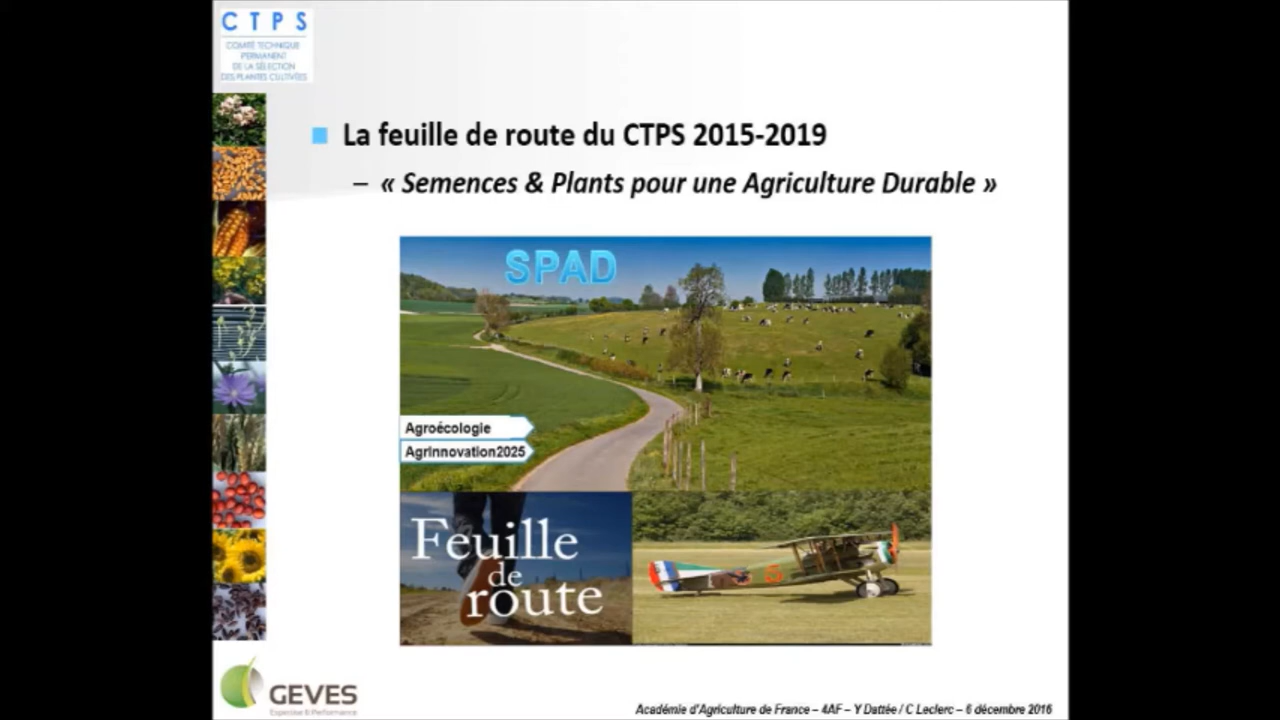 CTPS
COMITÉ TECHNIQUE
PERMANENT
DE LA SÉLECTION
DES PLANTES CULTIVÉES
La feuille de route du CTPS 2015-2019
– « Semences & Plants pour une Agriculture Durable »
SPAD
Agroécologie
AgrInnovation2025
Feuille
de
route
GEVES
Expertise & Performance
Académie d'Agriculture de France – 4AF – Y Dattée / C Leclerc – 6 décembre 2016